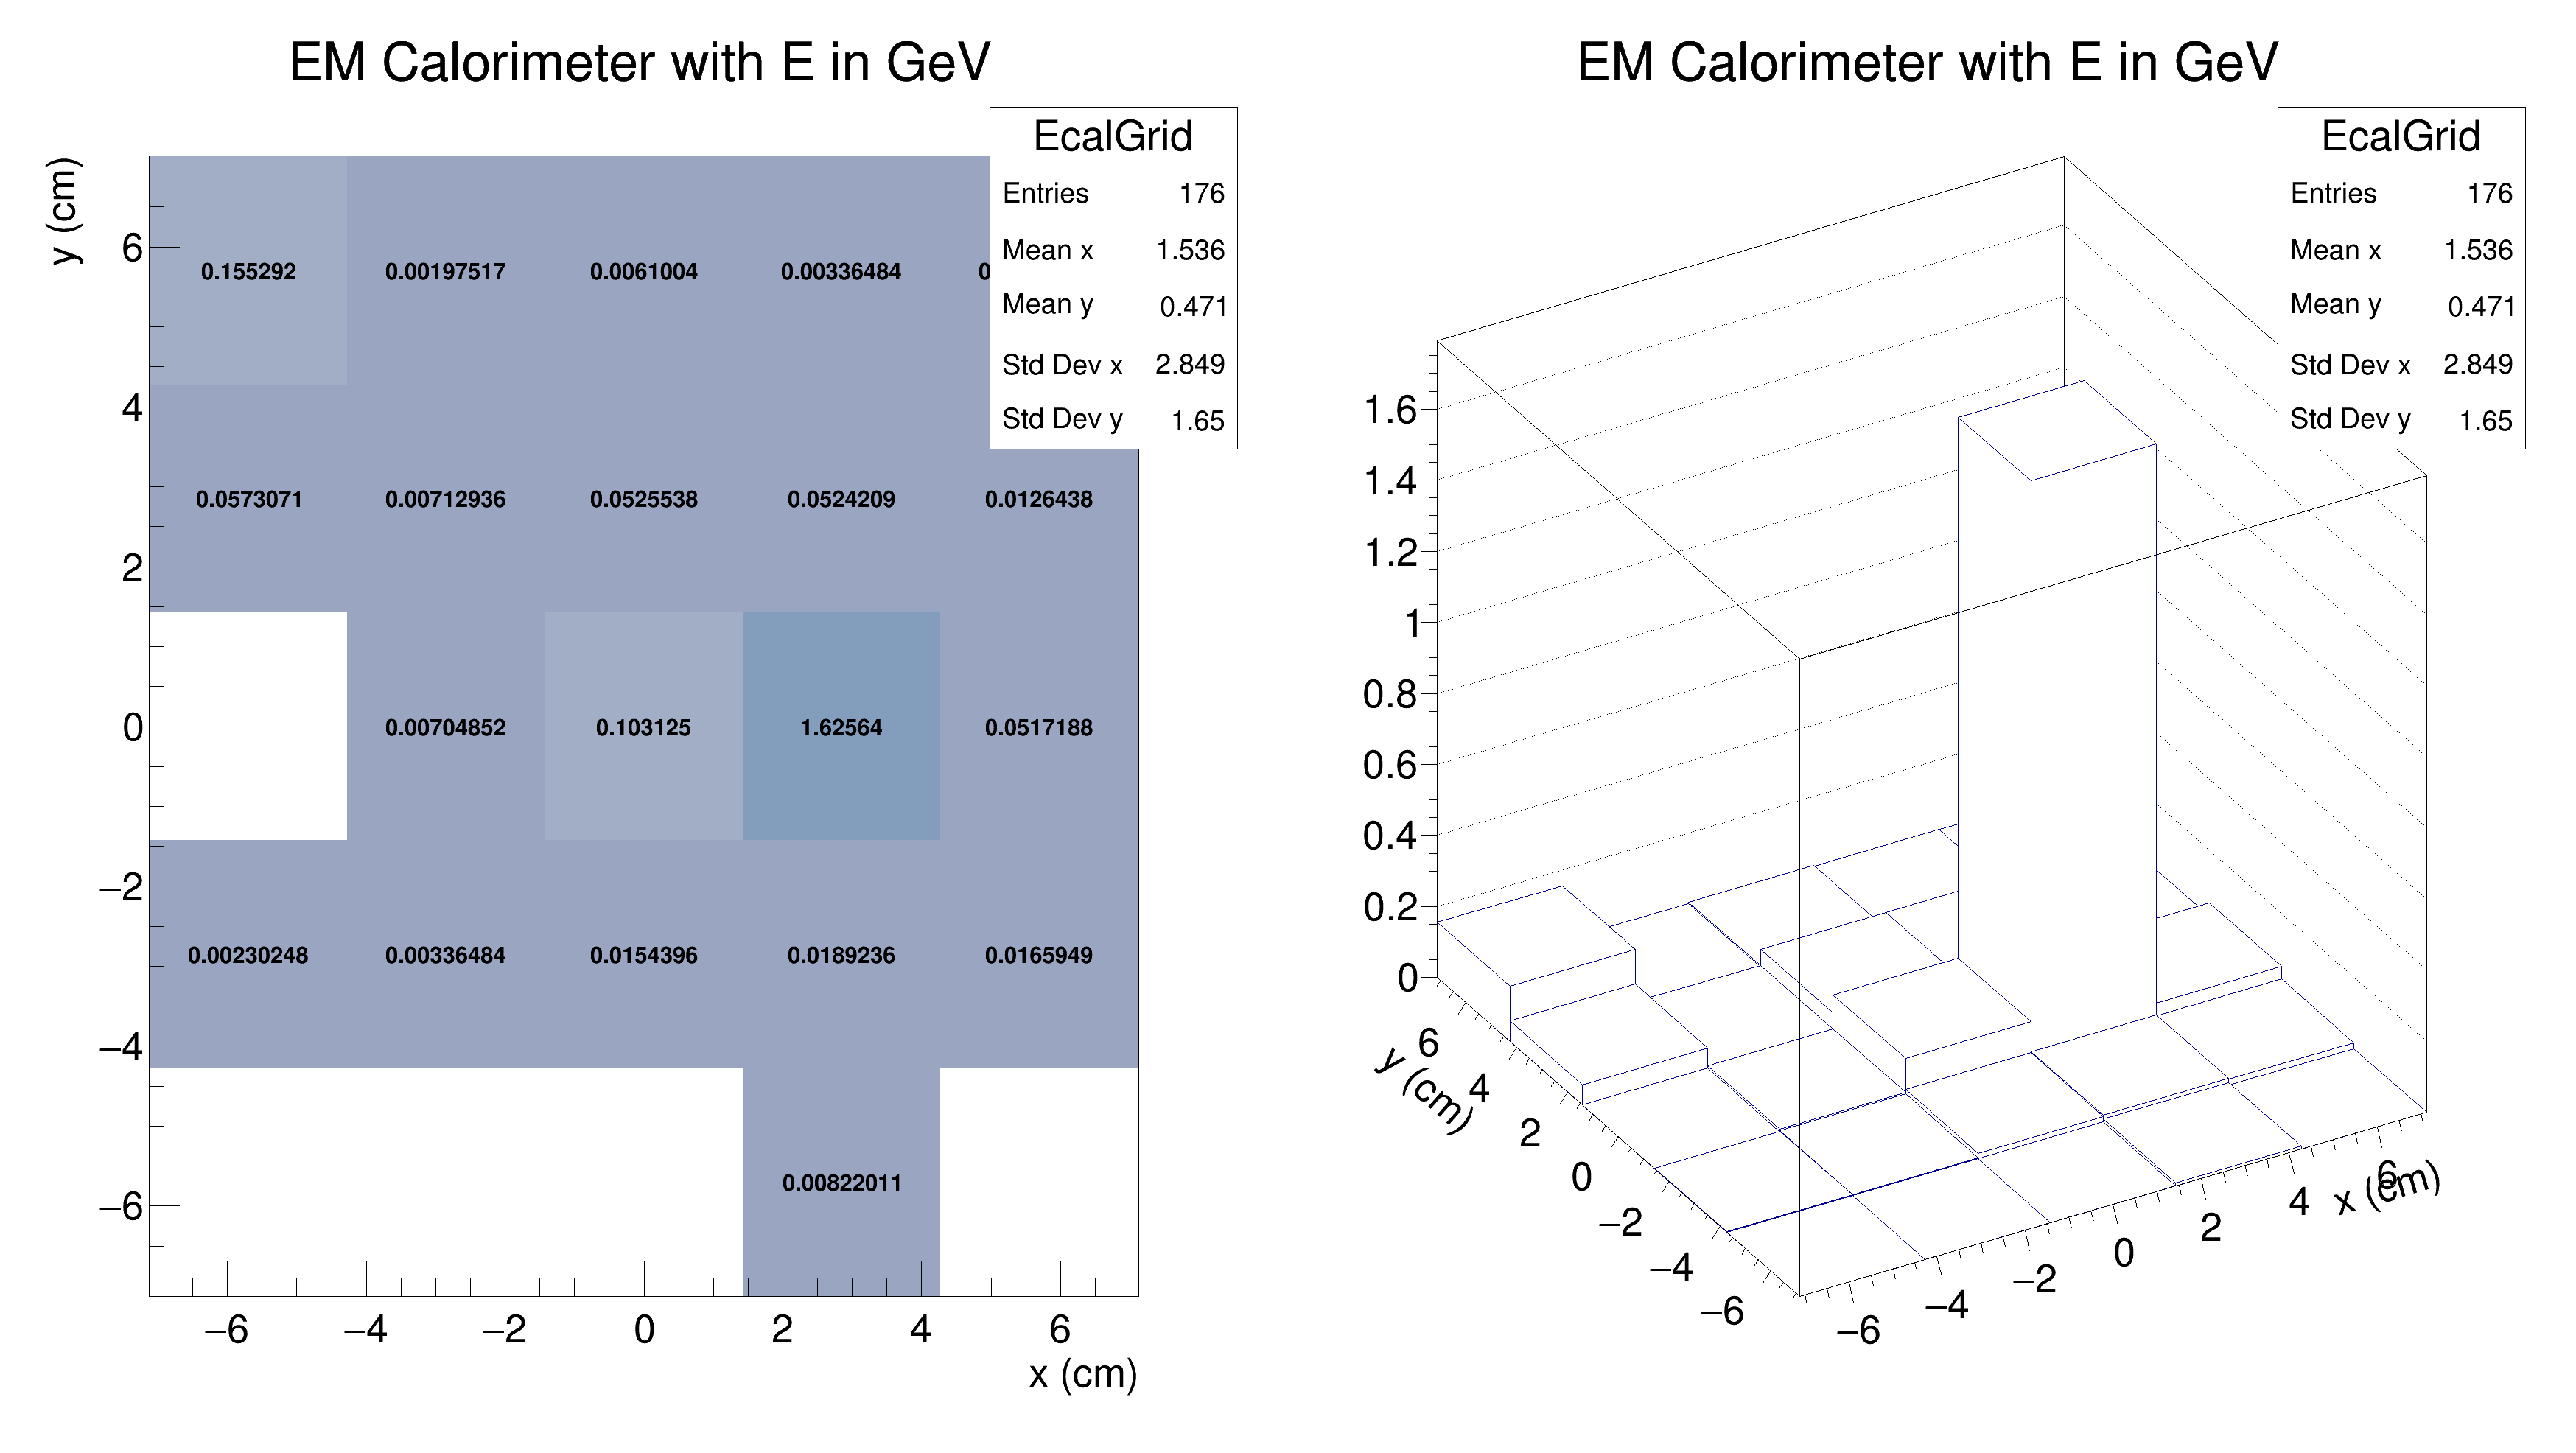 EM Calorimeter with E in GeV
EcalGrid
Entries 176
Mean x 1.536
Mean y 0.471
Std Dev x 2.849
Std Dev y 1.65
y (cm)
6
4
2
0
−2
−4
−6
0.155292 0.00197517 0.0061004 0.00336484
0.0573071 0.00712936 0.0525538 0.0524209 0.0126438
0.00704852 0.103125 1.62564 0.0517188
0.00230248 0.00336484 0.0154396 0.0189236 0.0165949
0.00822011
−6 −4 −2 0 2 4 6
x (cm)
EM Calorimeter with E in GeV
EcalGrid
Entries 176
Mean x 1.536
Mean y 0.471
Std Dev x 2.849
Std Dev y 1.65
1.6
1.4
1.2
1
0.8
0.6
0.4
0.2
0
6
4
2
0
−2
−4
−6
y (cm)
−6 −4 −2 0 2 4 6
x (cm)